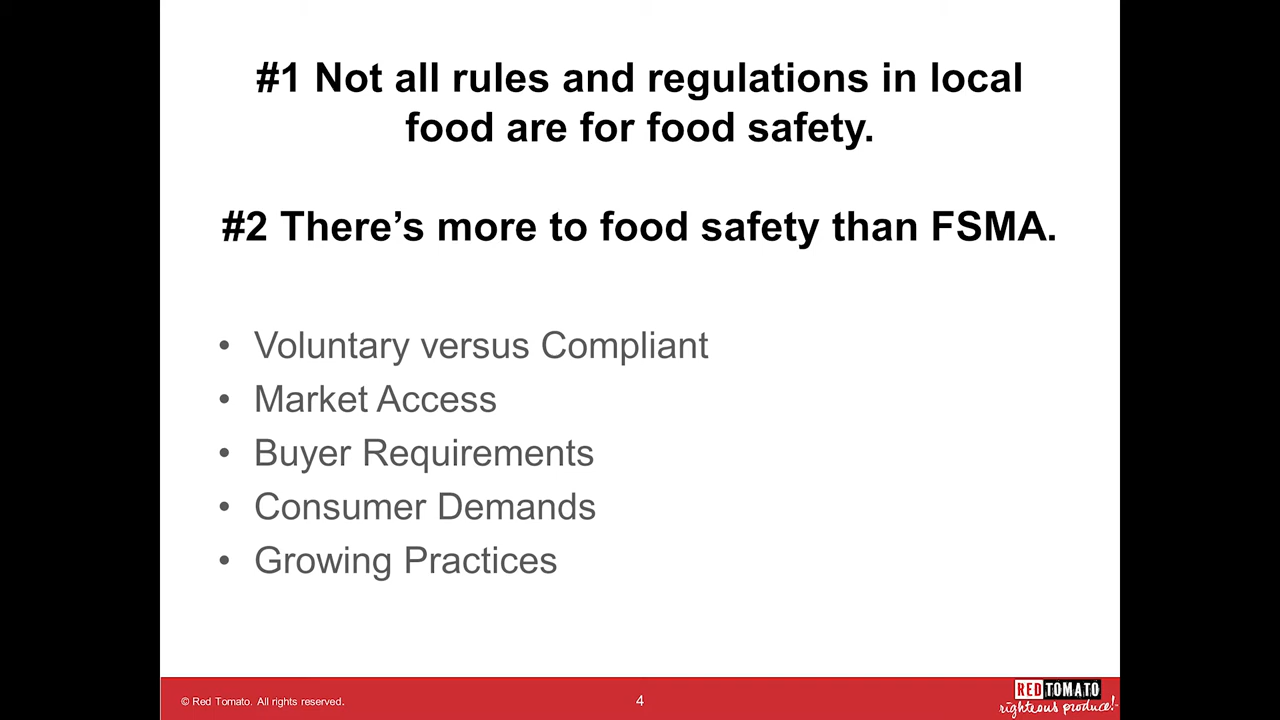 #1 Not all rules and regulations in local
food are for food safety.
#2 There’s more to food safety than FSMA.
• Voluntary versus Compliant
• Market Access
• Buyer Requirements
• Consumer Demands
• Growing Practices
© Red Tomato. All rights reserved.
4
RED TOMATO
righteous produce!